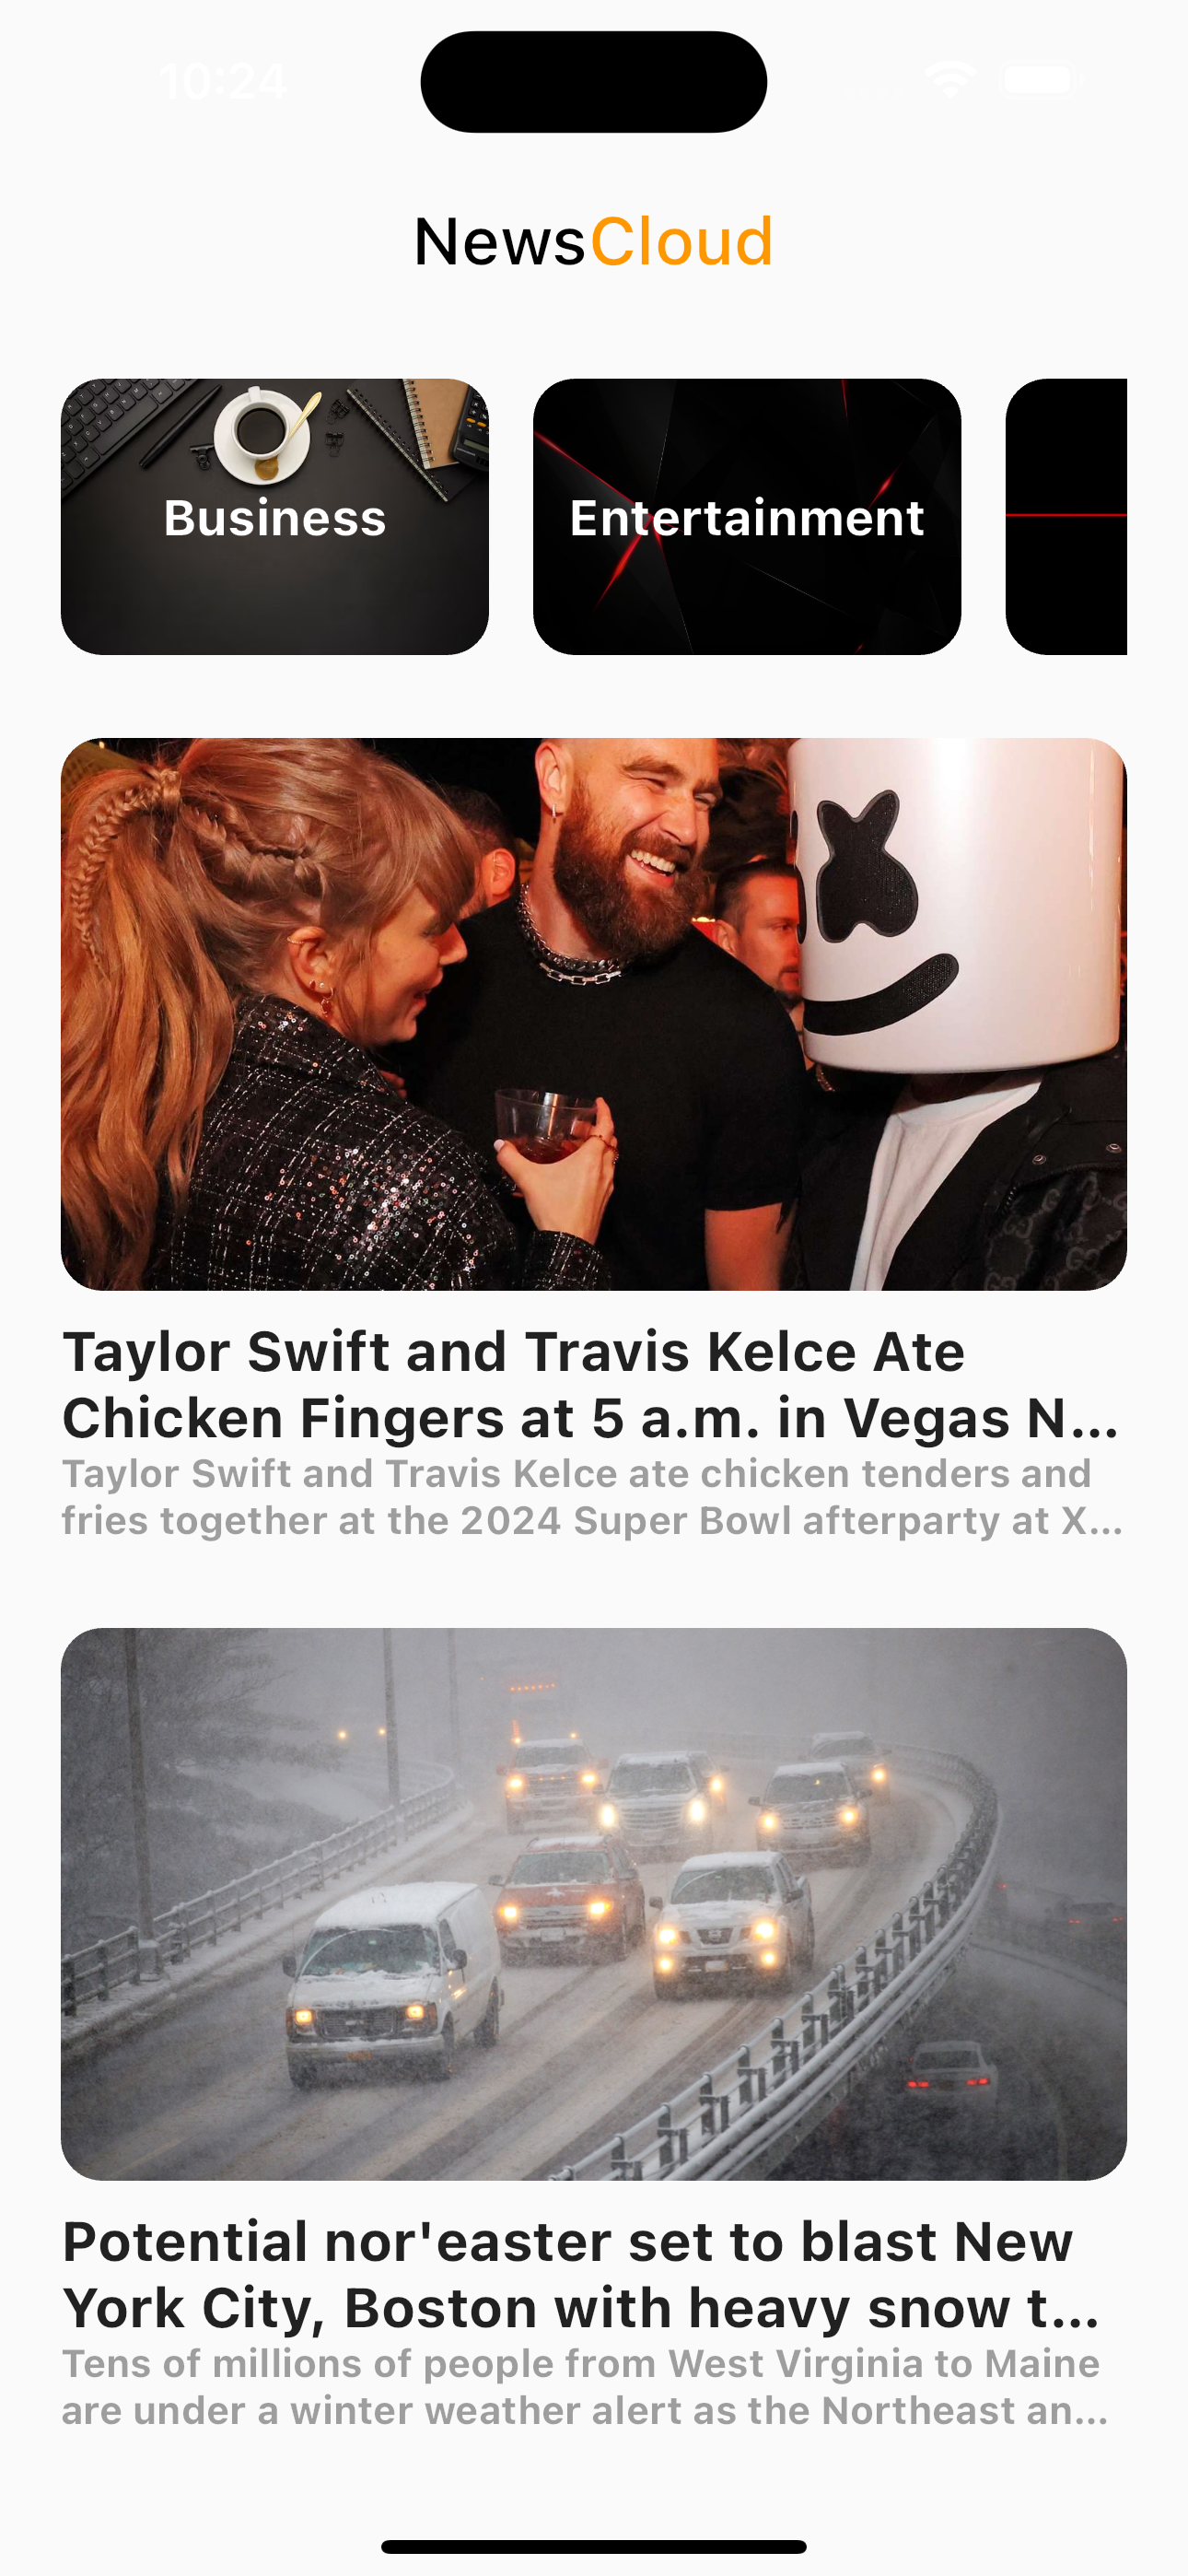 10:24
NewsCloud
Business
Entertainment
Taylor Swift and Travis Kelce Ate
Chicken Fingers at 5 a.m. in Vegas N...
Taylor Swift and Travis Kelce ate chicken tenders and
fries together at the 2024 Super Bowl afterparty at X...
Potential nor'easter set to blast New
York City, Boston with heavy snow t...
Tens of millions of people from West Virginia to Maine
are under a winter weather alert as the Northeast an...